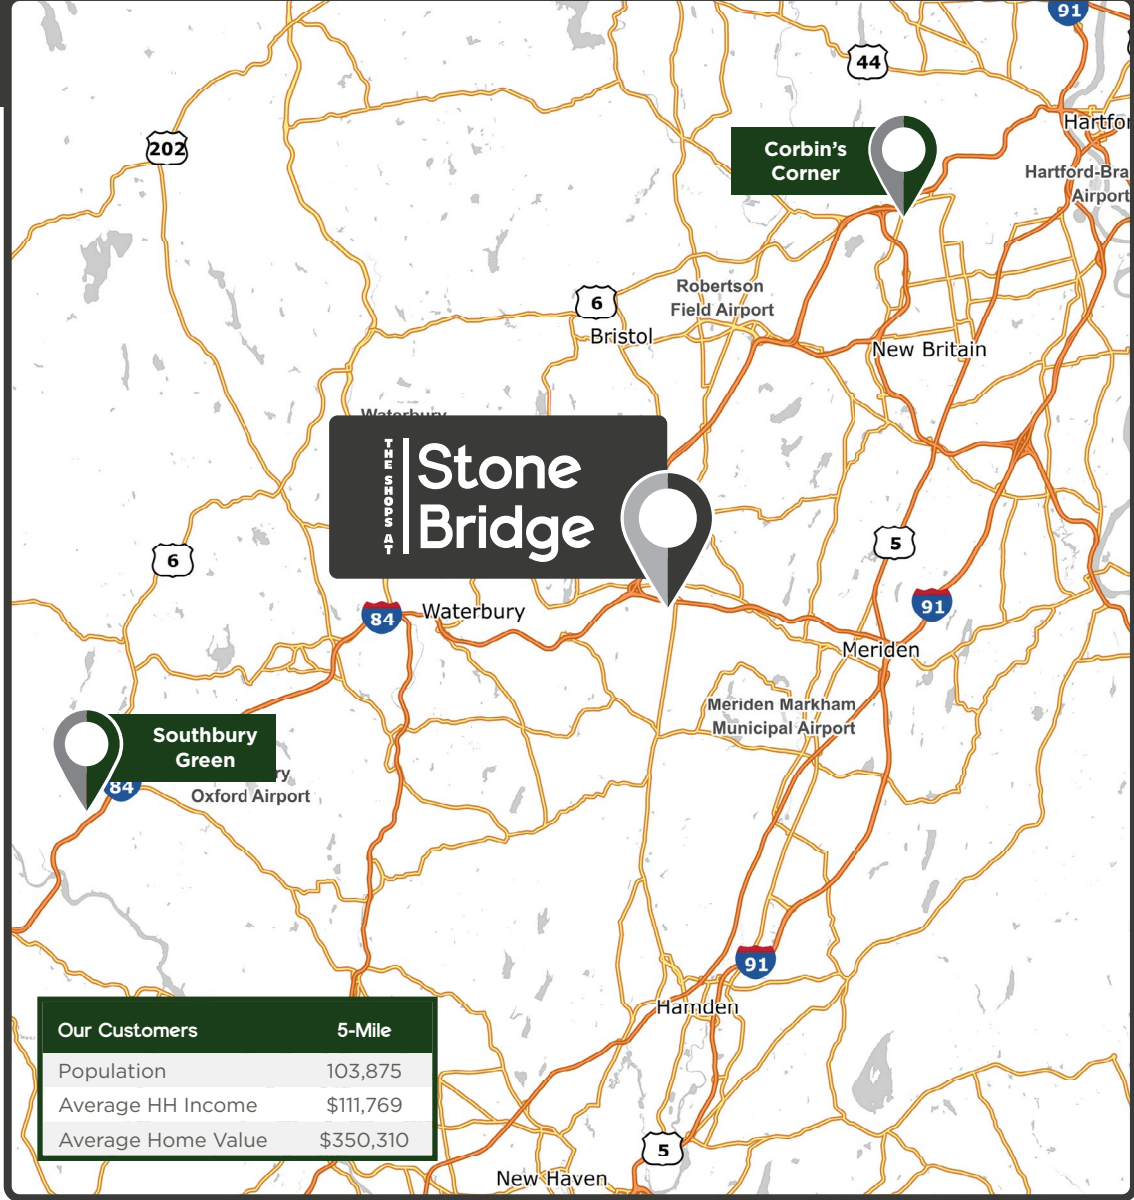 91
44
Hartfor
202
Corbin's
Corner
Hartford-Bra
Airport
6
Robertson
Field Airport
Bristol
New Britain
Waterbury
THE SHOPS AT
Stone
Bridge
6
5
84
Waterbury
91
Meriden
Meriden Markham
Municipal Airport
Southbury
Green
84
ry
Oxford Airport
91
Hamden
Our Customers 5-Mile
Population 103,875
Average HH Income $111,769
Average Home Value $350,310
5
New Haven